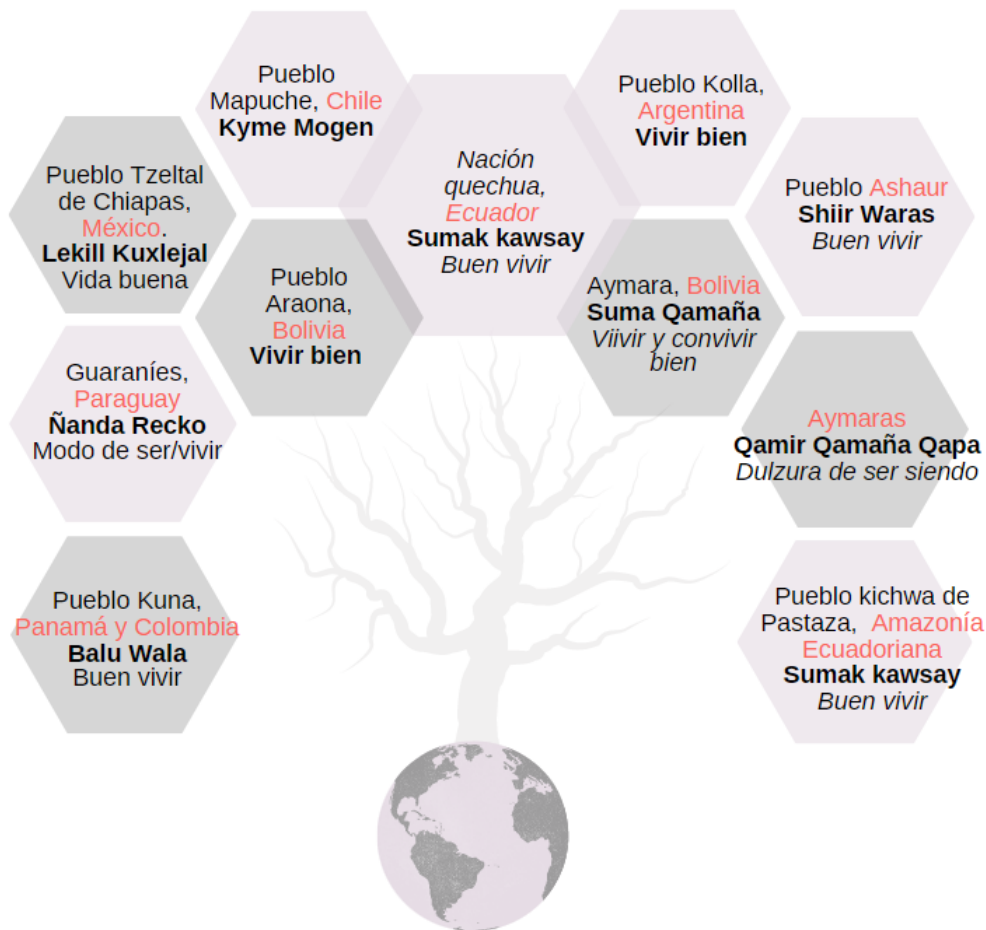 Pueblo
Mapuche, Chile
Kyme Mogen
Nación
quechua,
Ecuador
Sumak kawsay
Buen vivir
Pueblo Kolla,
Argentina
Vivir bien
Pueblo Tzeltal
de Chiapas,
México.
Lekill Kuxlejal
Vida buena
Pueblo
Araona,
Bolivia
Vivir bien
Aymara, Bolivia
Suma Qamaña
Viivir y convivir
bien
Pueblo Ashaur
Shiir Waras
Buen vivir
Guaraníes,
Paraguay
Ñanda Recko
Modo de ser/vivir
Aymaras
Qamir Qamaña Qapa
Dulzura de ser siendo
Pueblo Kuna,
Panamá y Colombia
Balu Wala
Buen vivir
Pueblo kichwa de
Pastaza, Amazonía
Ecuadoriana
Sumak kawsay
Buen vivir